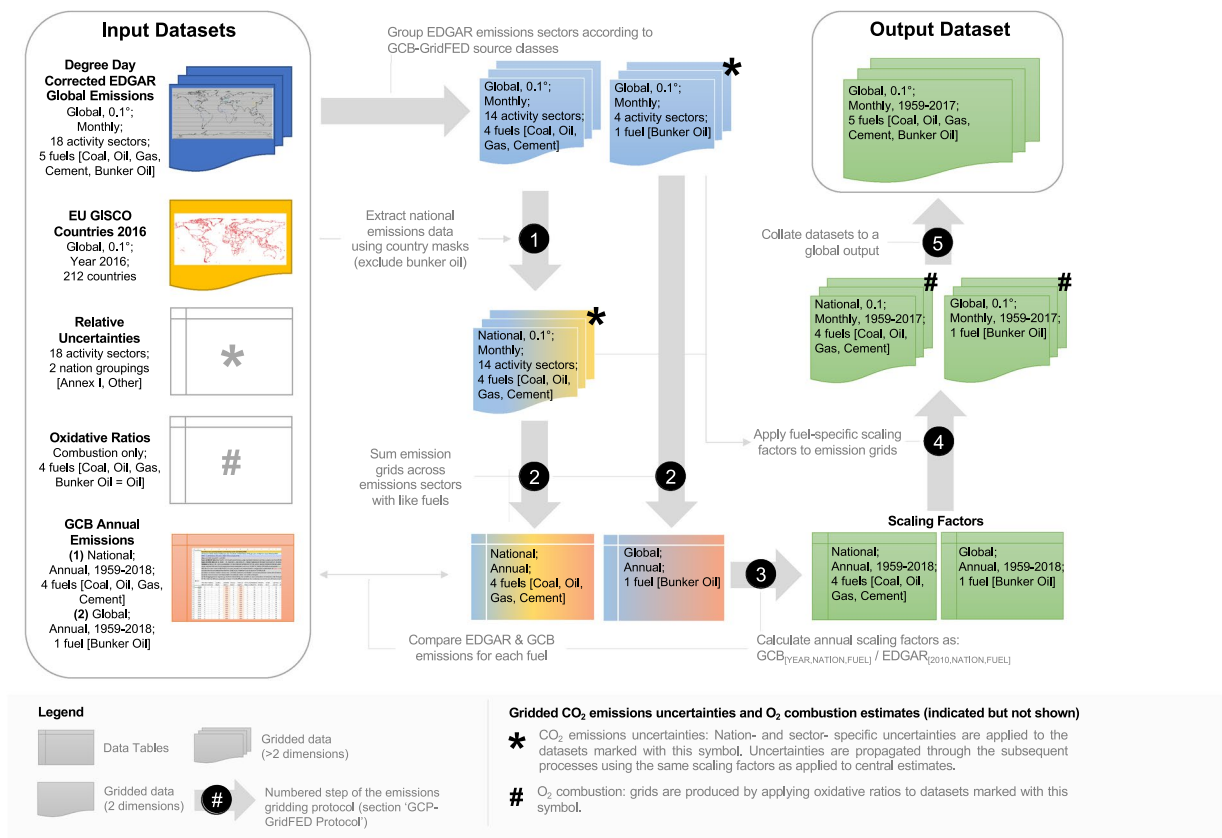 Input Datasets
Degree Day
Corrected EDGAR
Global Emissions
Global, 0.1°;
Monthly;
18 activity sectors;
5 fuels [Coal, Oil, Gas,
Cement, Bunker Oil]
EU GISCO
Countries 2016
Global, 0.1°;
Year 2016;
212 countries
Relative
Uncertainties
18 activity sectors;
2 nation groupings
[Annex I, Other]
*
Oxidative Ratios
Combustion only;
4 fuels [Coal, Oil, Gas,
Bunker Oil = Oil]
#
GCB Annual
Emissions
(1) National;
Annual, 1959-2018;
4 fuels [Coal, Oil, Gas,
Cement]
(2) Global;
Annual, 1959-2018;
1 fuel [Bunker Oil]
Group EDGAR emissions sectors according to
GCB-GridFED source classes
Global, 0.1°;
Monthly;
14 activity sectors;
4 fuels [Coal, Oil,
Gas, Cement]
*
Global, 0.1°;
Monthly;
4 activity sectors;
1 fuel [Bunker Oil]
Extract national
emissions data
using country masks
(exclude bunker oil)
1
*
National, 0.1°;
Monthly;
14 activity sectors;
4 fuels [Coal, Oil,
Gas, Cement]
Sum emission
grids across
emissions sectors
with like fuels
2
2
National;
Annual;
4 fuels [Coal, Oil,
Gas, Cement]
Global;
Annual;
1 fuel [Bunker Oil]
3
Compare EDGAR & GCB
emissions for each fuel
Calculate annual scaling factors as:
GCB[YEAR,NATION,FUEL] / EDGAR[2010,NATION,FUEL]
Scaling Factors
National;
Annual, 1959-2018;
4 fuels [Coal, Oil,
Gas, Cement]
Global;
Annual, 1959-2018;
1 fuel [Bunker Oil]
Apply fuel-specific scaling
factors to emission grids
4
#
National, 0.1;
Monthly, 1959-2017;
4 fuels [Coal, Oil,
Gas, Cement]
#
Global, 0.1°;
Monthly, 1959-2017;
1 fuel [Bunker Oil]
Collate datasets to a
global output
5
Output Dataset
Global, 0.1°;
Monthly, 1959-2017;
5 fuels [Coal, Oil, Gas,
Cement, Bunker Oil]
Legend
Data Tables
Gridded data
(>2 dimensions)
Gridded data
(2 dimensions)
#
Numbered step of the emissions
gridding protocol (section ‘GCP-
GridFED Protocol’)
Gridded CO2 emissions uncertainties and O2 combustion estimates (indicated but not shown)
* CO2 emissions uncertainties: Nation- and sector- specific uncertainties are applied to the
datasets marked with this symbol. Uncertainties are propagated through the subsequent
processes using the same scaling factors as applied to central estimates.
# O2 combustion: grids are produced by applying oxidative ratios to datasets marked with this
symbol.